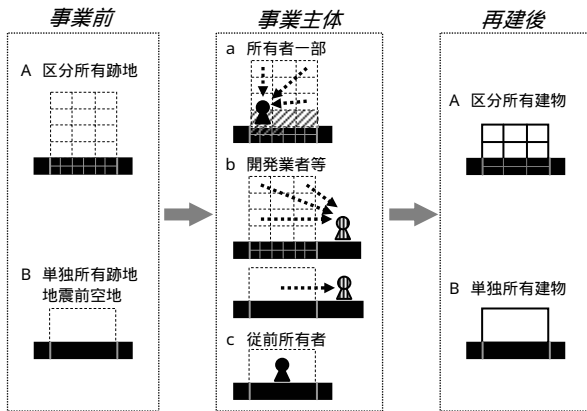 事業前
A 区分所有跡地
B 単独所有跡地
地震前空地
事業主体
a 所有者一部
b 開発業者等
c 従前所有者
再建後
A 区分所有建物
B 単独所有建物